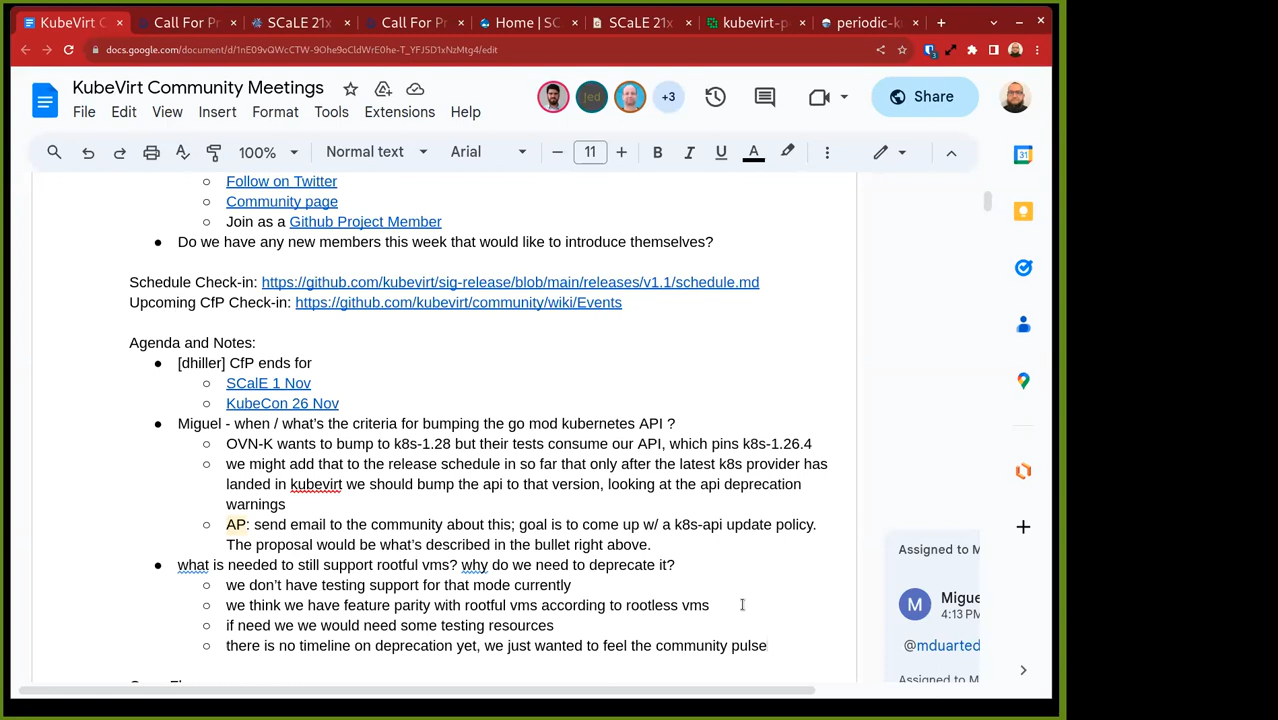 KubeVirt C
Call For Pr
SCaLE 21x
Call For Pr
Home | SC
SCALE 21x
kubevirt-p
periodic-k
docs.google.com/document/d/1nE09vQWcCTW-9Ohe9oCldWrE0he-T_YFJSD1xNzMtg4/edit
KubeVirt Community Meetings
Jed
+3
Share
File Edit View Insert Format Tools Extensions Help
100% Normal text Arial 11 B I U A
31
Follow on Twitter
Community page
Join as a Github Project Member
Do we have any new members this week that would like to introduce themselves?
Schedule Check-in: https://github.com/kubevirt/sig-release/blob/main/releases/v1.1/schedule.md
Upcoming CfP Check-in: https://github.com/kubevirt/community/wiki/Events
Agenda and Notes:
[dhiller] CfP ends for
SCalE 1 Nov
KubeCon 26 Nov
Miguel - when / what's the criteria for bumping the go mod kubernetes API ?
OVN-K wants to bump to k8s-1.28 but their tests consume our API, which pins k8s-1.26.4
we might add that to the release schedule in so far that only after the latest k8s provider has
landed in kubevirt we should bump the api to that version, looking at the api deprecation
warnings
AP: send email to the community about this; goal is to come up w/ a k8s-api update policy.
The proposal would be what's described in the bullet right above.
what is needed to still support rootful vms? why do we need to deprecate it?
we don't have testing support for that mode currently
we think we have feature parity with rootful vms according to rootless vms
if need we we would need some testing resources
there is no timeline on deprecation yet, we just wanted to feel the community pulse
Assigned to M
M
Migue
4:13 PM
@mduarted
Assigned to M